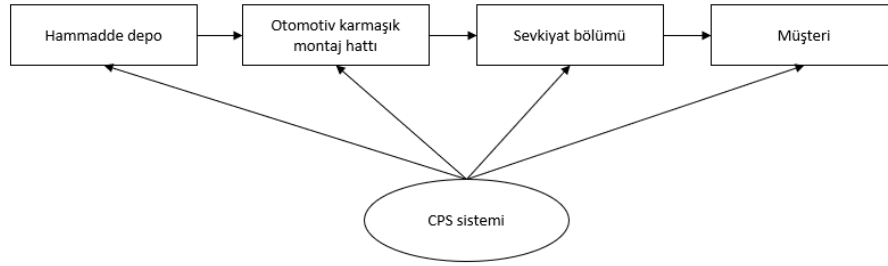 Hammadde depo
Otomotiv karmaşık
montaj hattı
Sevkiyat bölümü
Müşteri
CPS sistemi